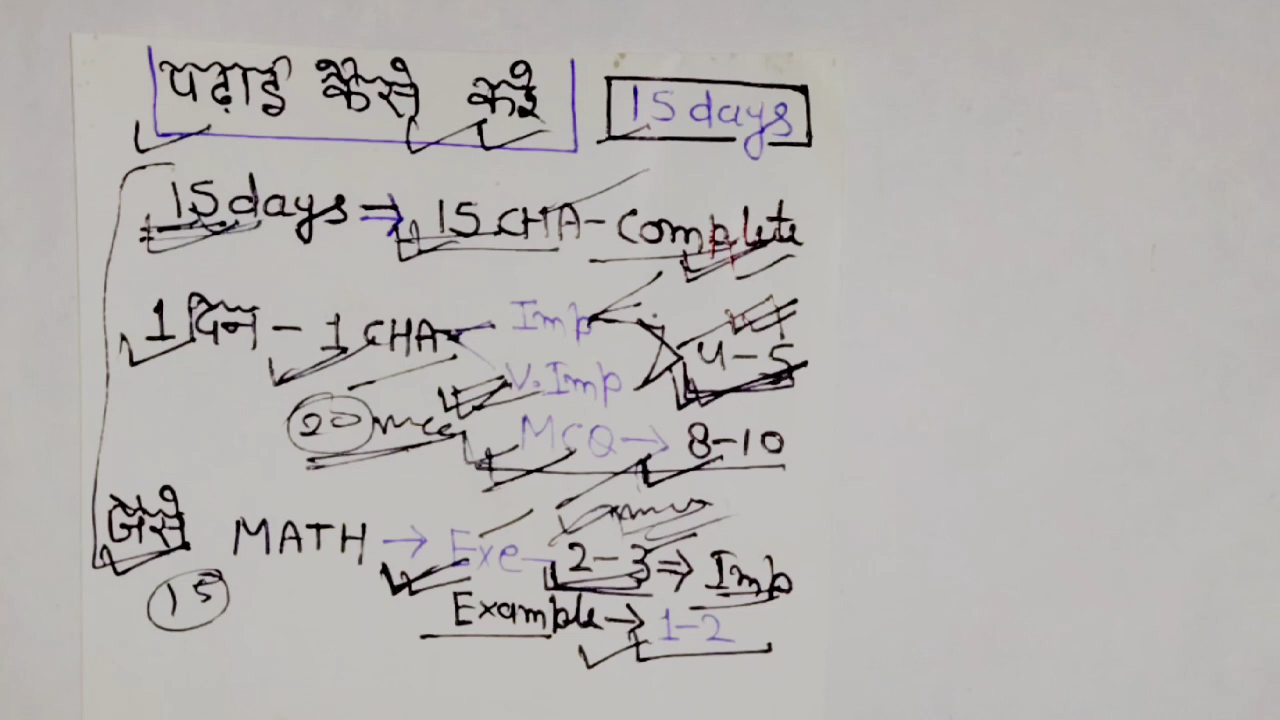 पढ़ाई कैसे करे 15 days
15 days ⇒ 15 CHA - Complete
1 दिन - 1 CHA Imp
V. Imp 4-5
20 mcq MCQ → 8-10
जैसे MATH → Exe - 2-3 ⇒ Imp
15 Example → 1-2